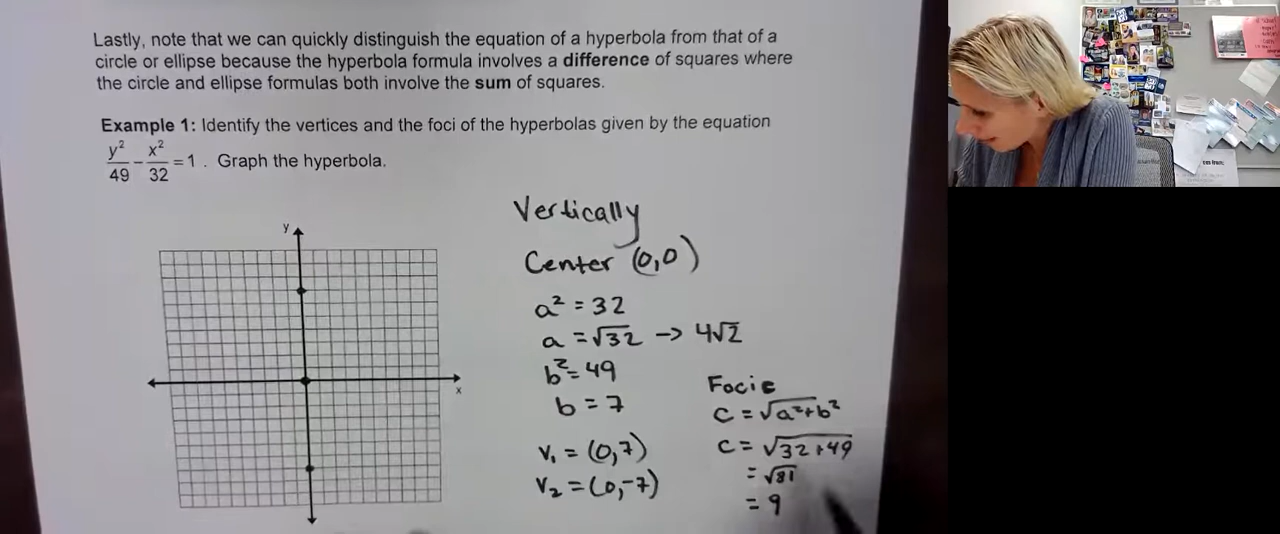 Lastly, note that we can quickly distinguish the equation of a hyperbola from that of a
circle or ellipse because the hyperbola formula involves a difference of squares where
the circle and ellipse formulas both involve the sum of squares.
Example 1: Identify the vertices and the foci of the hyperbolas given by the equation
y²/49 − x²/32 = 1 . Graph the hyperbola.
y
x
Vertically
Center (0,0)
a² = 32
a = √32 → 4√2
b² = 49
b = 7
V₁ = (0,7)
V₂ = (0,-7)
Foci
c = √a²+b²
c = √32+49
= √81
= 9